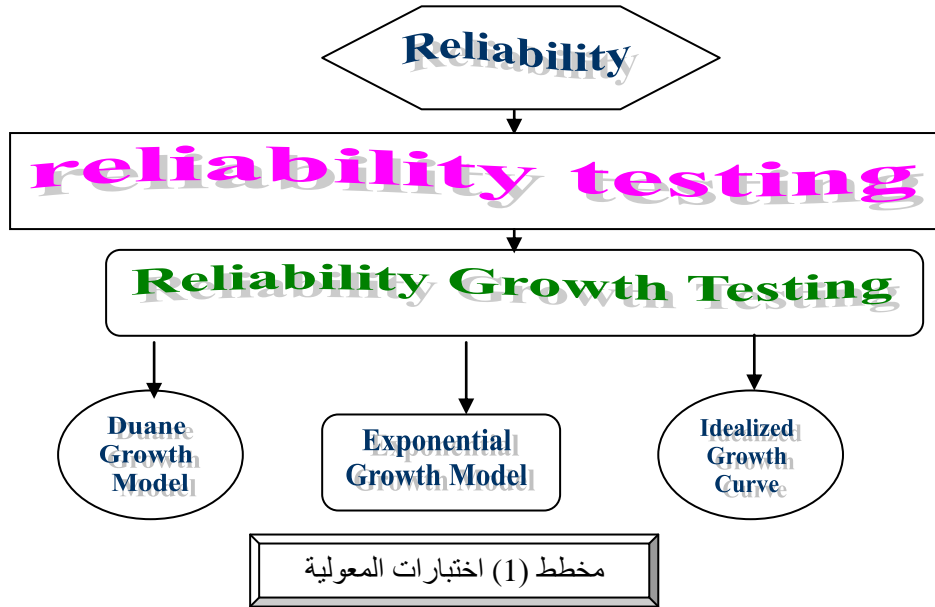 Reliability
reliability testing
Reliability Growth Testing
Duane
Growth
Model
Exponential
Growth Model
Idealized
Growth
Curve
مخطط (1) اختبارات المعولية